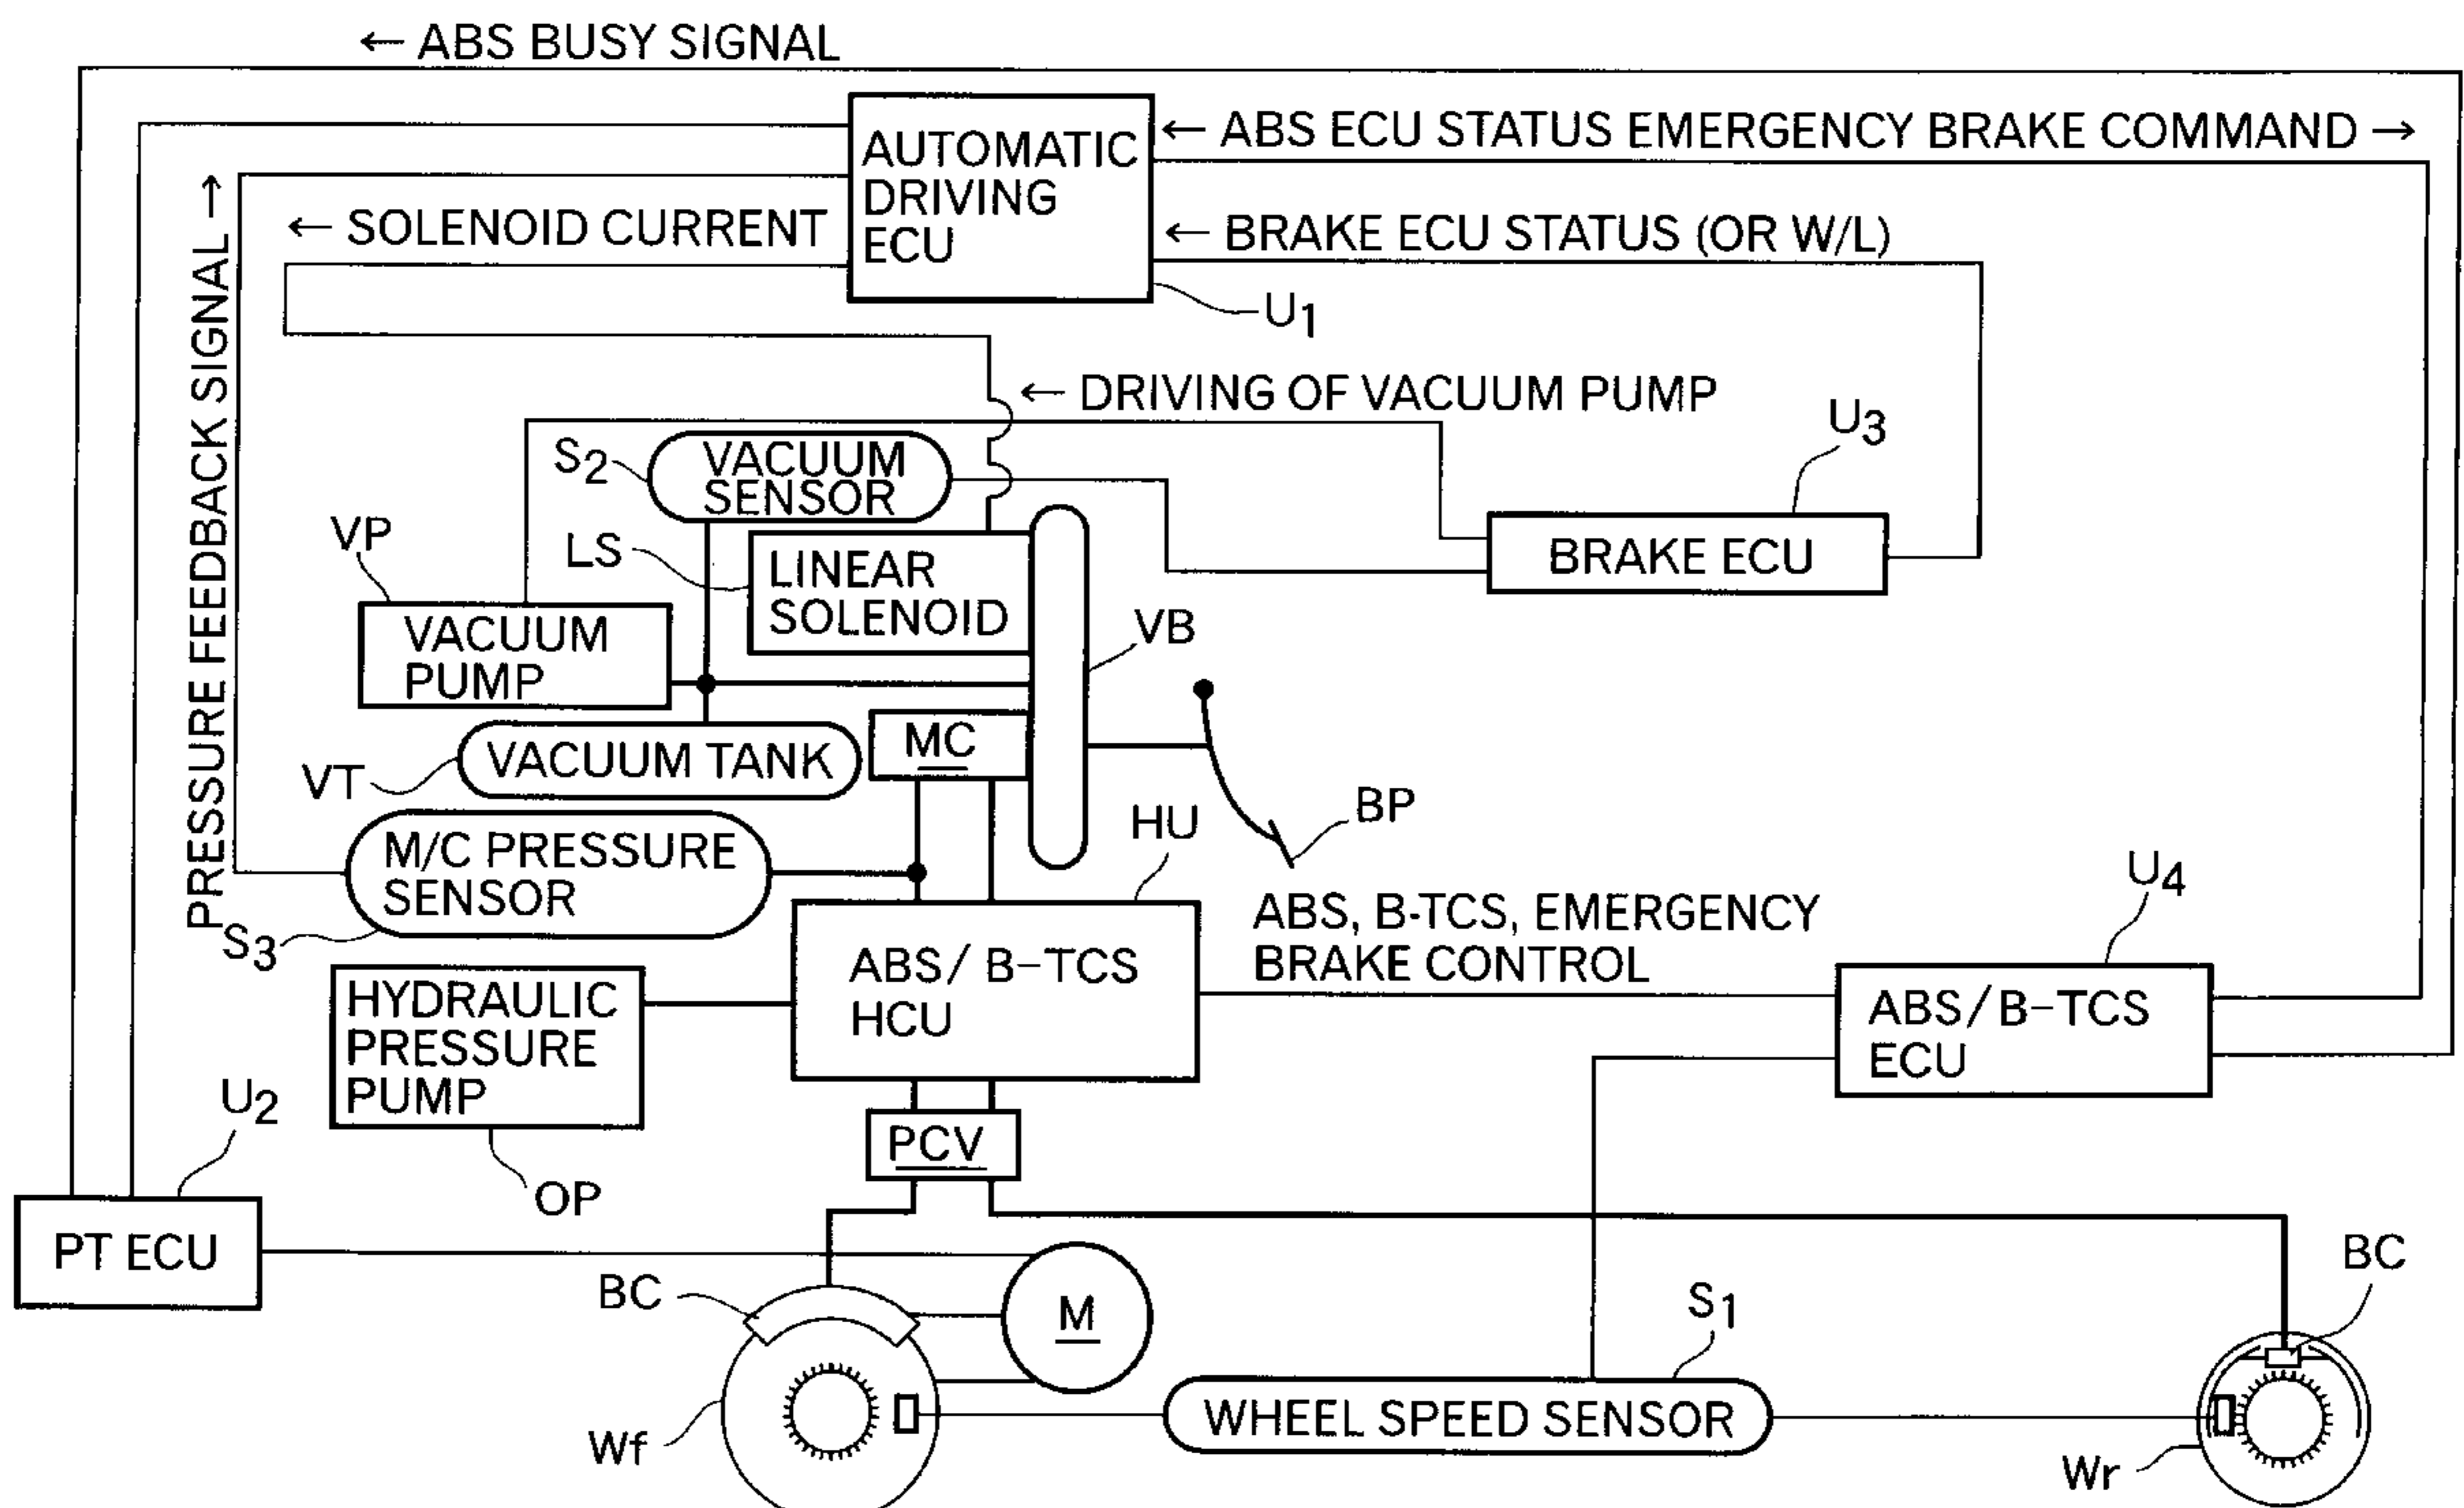 ← ABS BUSY SIGNAL
AUTOMATIC
DRIVING
ECU
← ABS ECU STATUS EMERGENCY BRAKE COMMAND →
← SOLENOID CURRENT
← BRAKE ECU STATUS (OR W/L)
U1
PRESSURE FEEDBACK SIGNAL →
← DRIVING OF VACUUM PUMP
U3
S2
VACUUM
SENSOR
VP
LS
LINEAR
SOLENOID
BRAKE ECU
VACUUM
PUMP
VB
MC
VT
VACUUM TANK
BP
HU
M/C PRESSURE
SENSOR
S3
U4
ABS, B-TCS, EMERGENCY
BRAKE CONTROL
HYDRAULIC
PRESSURE
PUMP
ABS/B-TCS
HCU
ABS/B-TCS
ECU
U2
PCV
OP
PT ECU
BC
M
S1
BC
WHEEL SPEED SENSOR
Wf
Wr